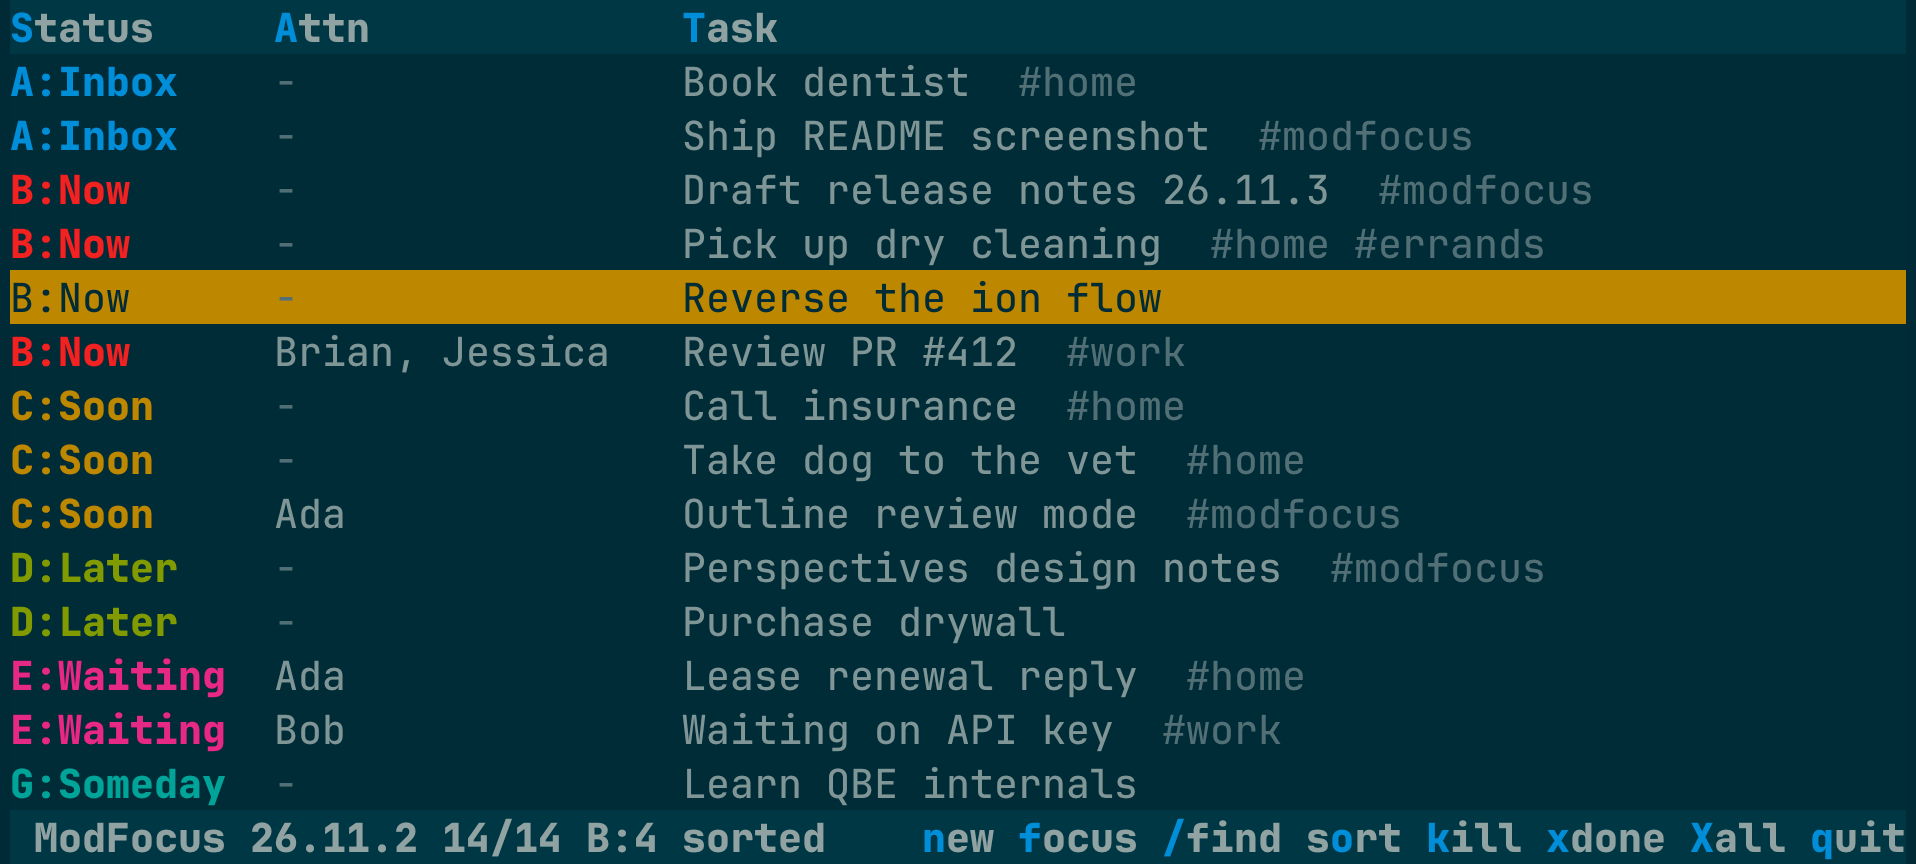 Status Attn Task
A:Inbox - Book dentist #home
A:Inbox - Ship README screenshot #modfocus
B:Now - Draft release notes 26.11.3 #modfocus
B:Now - Pick up dry cleaning #home #errands
B:Now - Reverse the ion flow
B:Now Brian, Jessica Review PR #412 #work
C:Soon - Call insurance #home
C:Soon - Take dog to the vet #home
C:Soon Ada Outline review mode #modfocus
D:Later - Perspectives design notes #modfocus
D:Later - Purchase drywall
E:Waiting Ada Lease renewal reply #home
E:Waiting Bob Waiting on API key #work
G:Someday - Learn QBE internals
ModFocus 26.11.2 14/14 B:4 sorted new focus /find sort kill xdone Xall quit